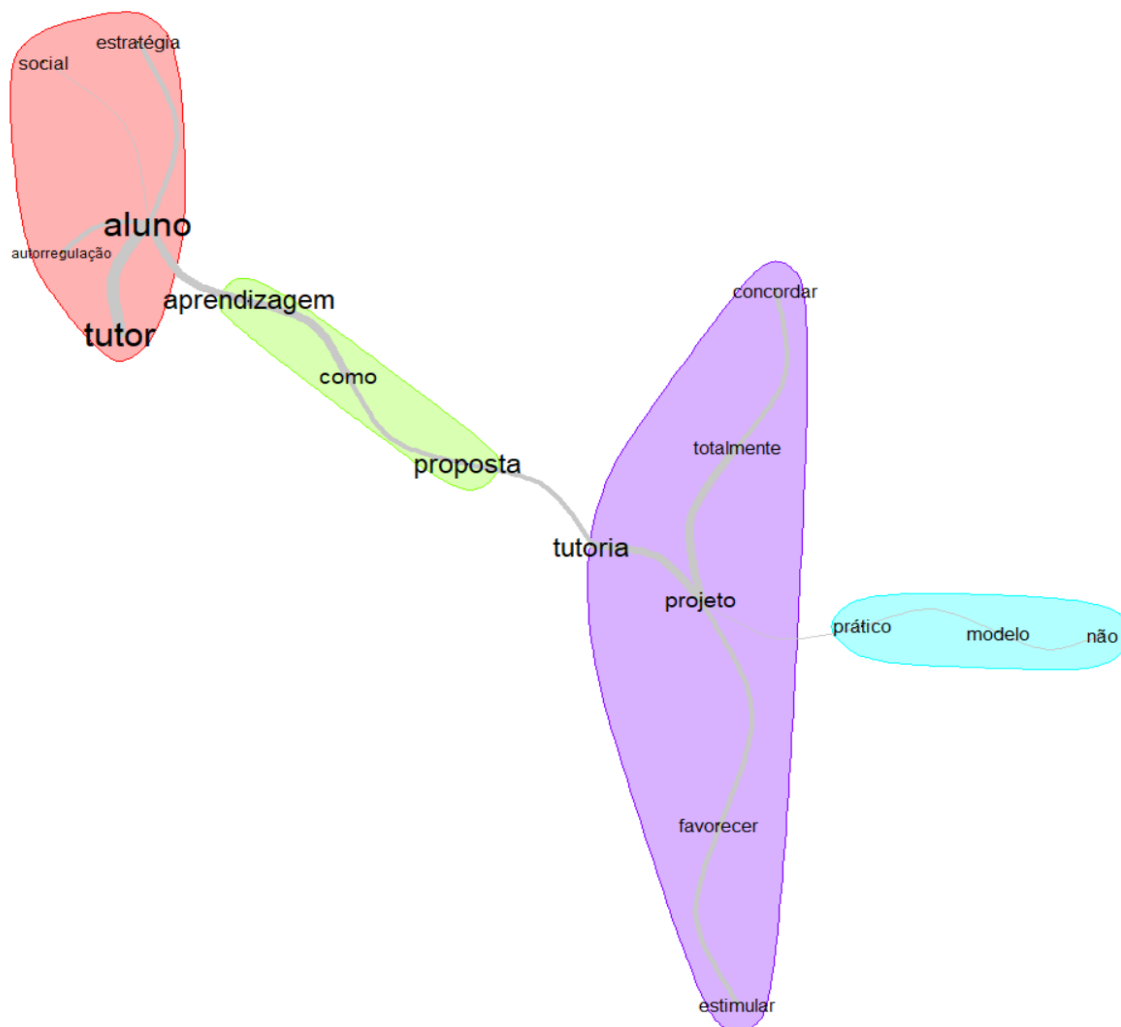 estratégia
social
aluno
autorregulação
aprendizagem
tutor
como
proposta
concordar
totalmente
tutoria
projeto
prático
modelo
não
favorecer
estimular